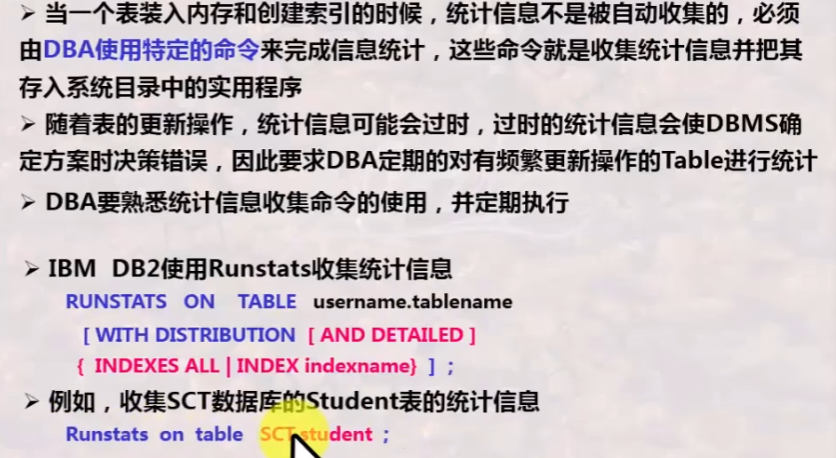 ➢ 当一个表装入内存和创建索引的时候，统计信息不是被自动收集的，必须
由DBA使用特定的命令来完成信息统计，这些命令就是收集统计信息并把其
存入系统目录中的实用程序
➢ 随着表的更新操作，统计信息可能会过时，过时的统计信息会使DBMS确
定方案时决策错误，因此要求DBA定期的对有频繁更新操作的Table进行统计
➢ DBA要熟悉统计信息收集命令的使用，并定期执行
➢ IBM DB2使用Runstats收集统计信息
RUNSTATS ON TABLE username.tablename
[ WITH DISTRIBUTION [ AND DETAILED ]
{ INDEXES ALL | INDEX indexname} ] ;
➢ 例如，收集SCT数据库的Student表的统计信息
Runstats on table SCT.student ;